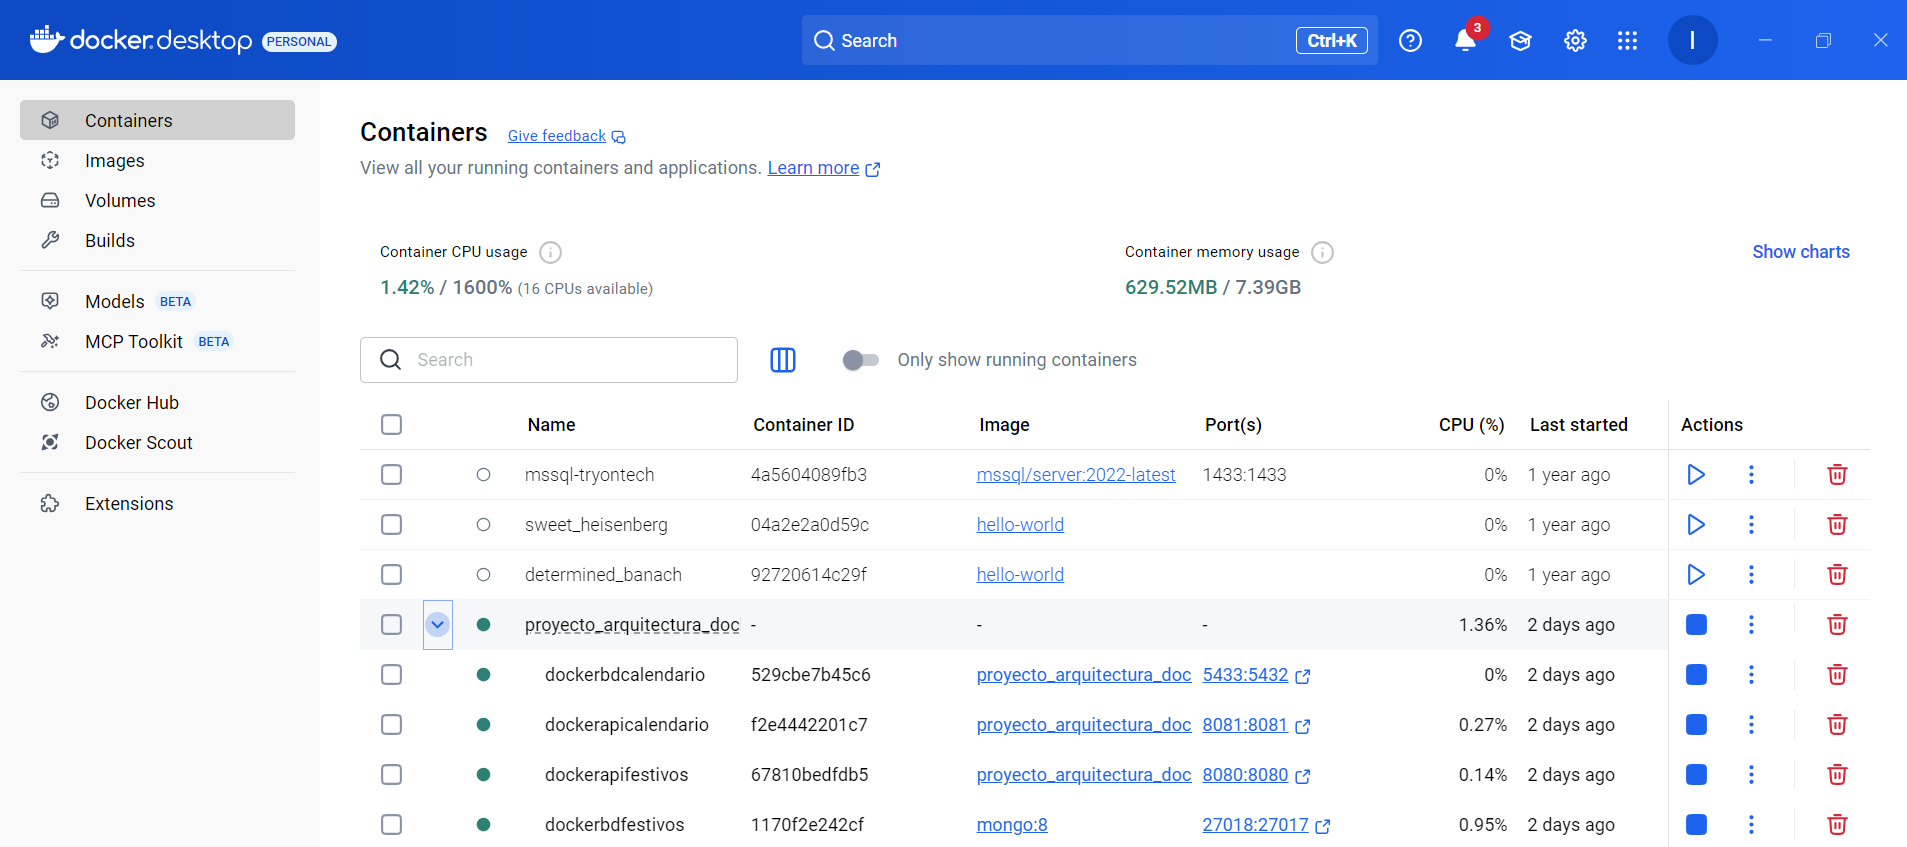 docker.desktop PERSONAL
Search Ctrl+K
3
I
Containers
Images
Volumes
Builds
Models BETA
MCP Toolkit BETA
Docker Hub
Docker Scout
Extensions
Containers Give feedback
View all your running containers and applications. Learn more
Container CPU usage
1.42% / 1600% (16 CPUs available)
Container memory usage
629.52MB / 7.39GB
Show charts
Search
Only show running containers
Name Container ID Image Port(s) CPU (%) Last started Actions
mssql-tryontech 4a5604089fb3 mssql/server:2022-latest 1433:1433 0% 1 year ago
sweet_heisenberg 04a2e2a0d59c hello-world 0% 1 year ago
determined_banach 92720614c29f hello-world 0% 1 year ago
proyecto_arquitectura_doc - - - 1.36% 2 days ago
dockerbdcalendario 529cbe7b45c6 proyecto_arquitectura_doc 5433:5432 0% 2 days ago
dockerapicalendario f2e4442201c7 proyecto_arquitectura_doc 8081:8081 0.27% 2 days ago
dockerapifestivos 67810bedfdb5 proyecto_arquitectura_doc 8080:8080 0.14% 2 days ago
dockerbdfestivos 1170f2e242cf mongo:8 27018:27017 0.95% 2 days ago